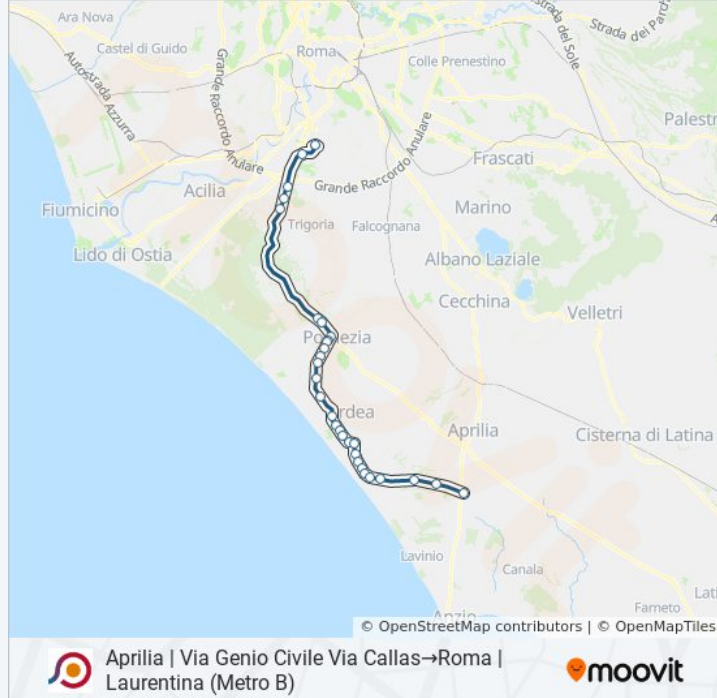 Ara Nova
Castel di Guido
Roma
Strada del Sole
Strada dei Parchi
Autostrada Azzurra
Grande Raccordo Anulare
Colle Prenestino
Grande Raccordo Anulare
Palestr
Frascati
Acilia
Fiumicino
Marino
Trigoria
Falcognana
Lido di Ostia
Albano Laziale
Cecchina
Velletri
Pomezia
Ardea
Aprilia
Cisterna di Latina
Lavinio
Canala
Lati
Anzio
Farneto
© OpenStreetMap contributors | © OpenMapTiles
Aprilia | Via Genio Civile Via Callas→Roma |
Laurentina (Metro B)
moovit